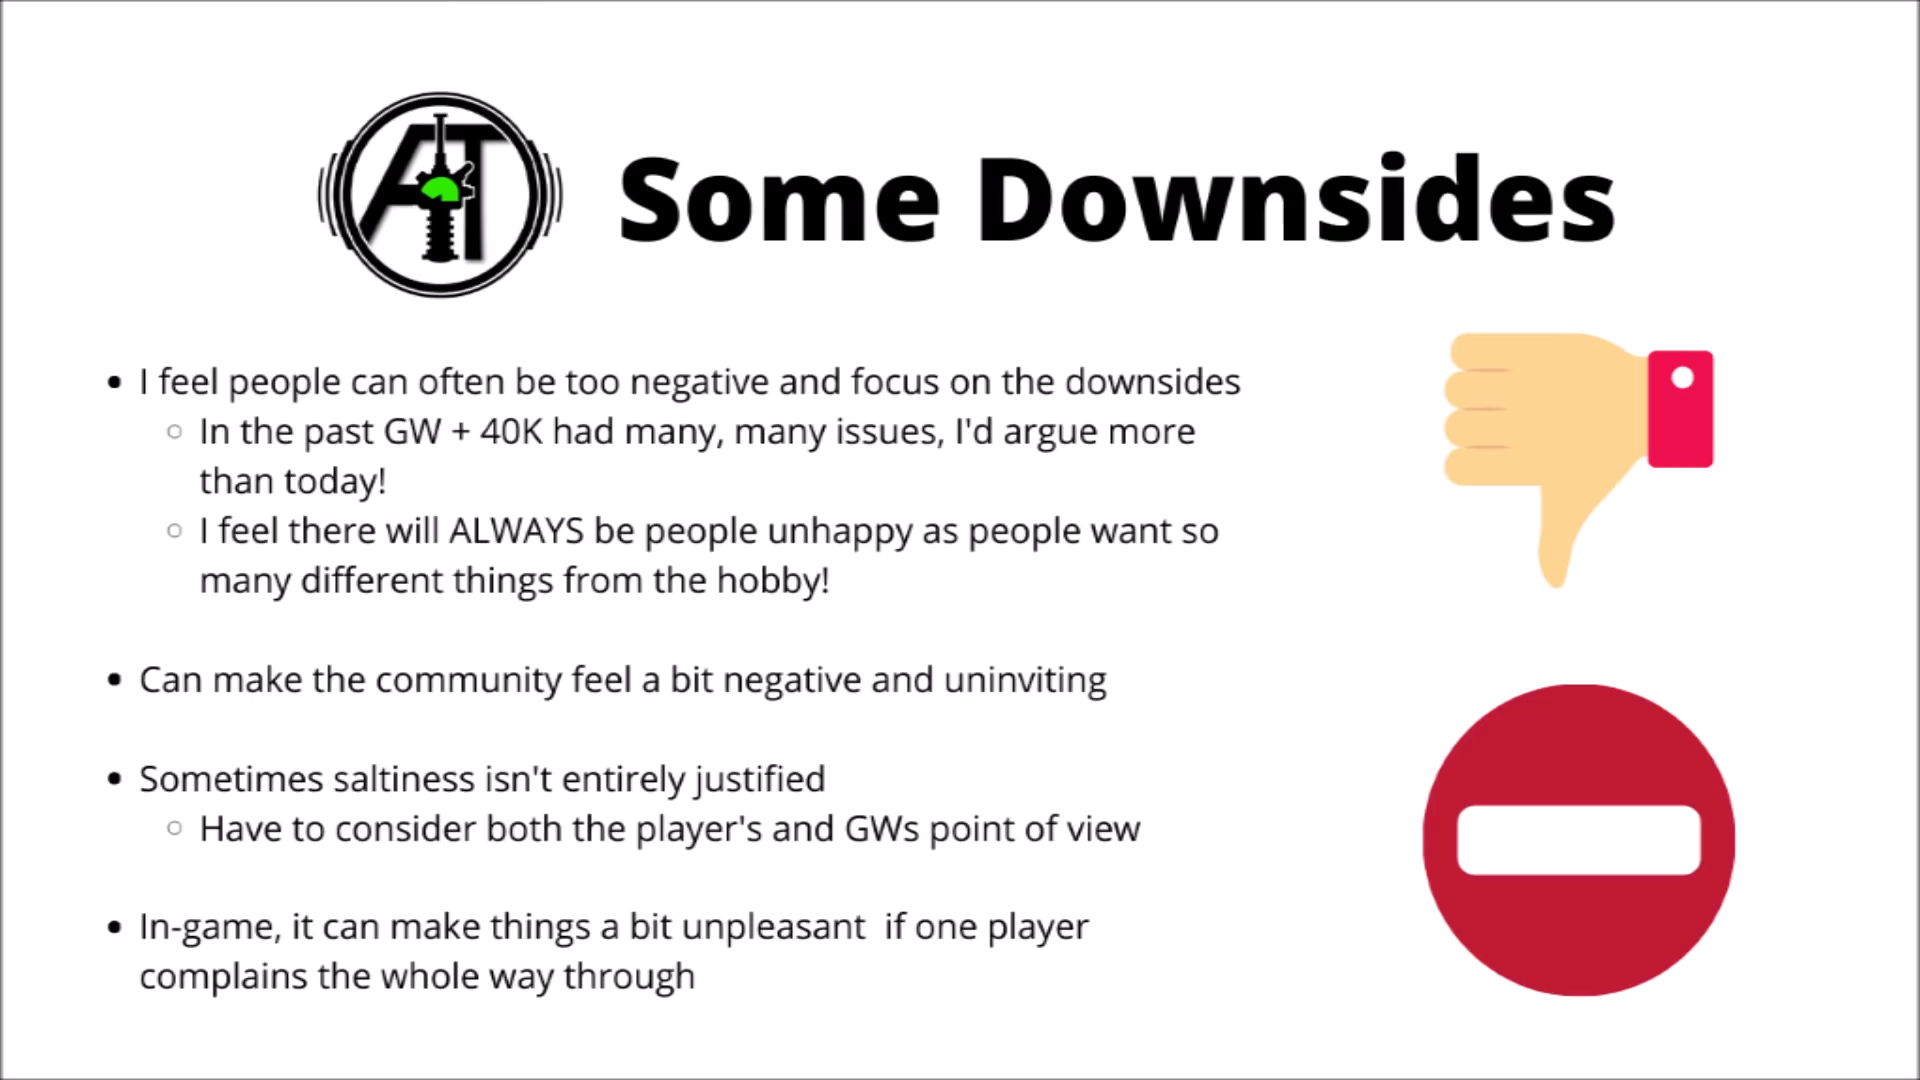 AT
Some Downsides
• I feel people can often be too negative and focus on the downsides
○ In the past GW + 40K had many, many issues, I'd argue more
than today!
○ I feel there will ALWAYS be people unhappy as people want so
many different things from the hobby!
• Can make the community feel a bit negative and uninviting
• Sometimes saltiness isn't entirely justified
○ Have to consider both the player's and GWs point of view
• In-game, it can make things a bit unpleasant  if one player
complains the whole way through